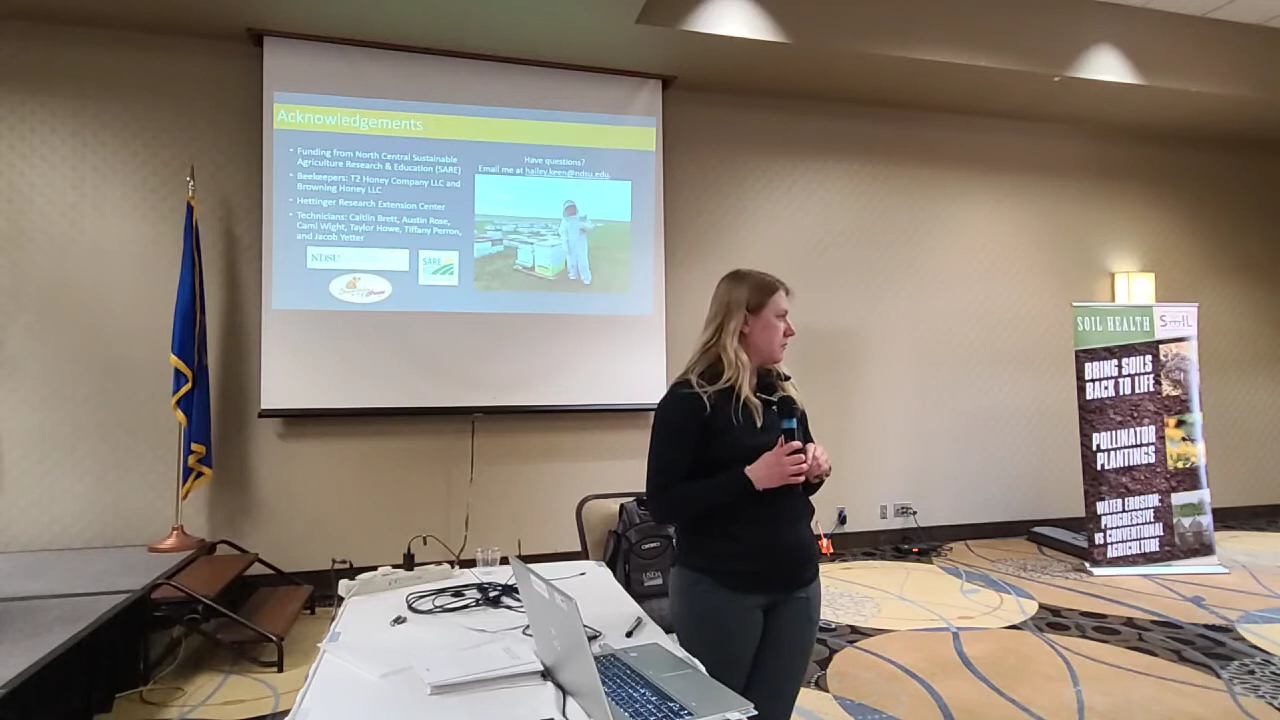 Acknowledgements
• Funding from North Central Sustainable
Agriculture Research & Education (SARE)
• Beekeepers: T2 Honey Company LLC and
Browning Honey LLC
• Hettinger Research Extension Center
• Technicians: Caitlin Brett, Austin Rose,
Cami Wight, Taylor Howe, Tiffany Perron,
and Jacob Yetter
Have questions?
Email me at hailey.keen@ndsu.edu.
NDSU
SARE
SOIL HEALTH
BRING SOILS
BACK TO LIFE
POLLINATOR
PLANTINGS
WATER EROSION:
PROGRESSIVE
vs CONVENTIONAL
AGRICULTURE
USDA